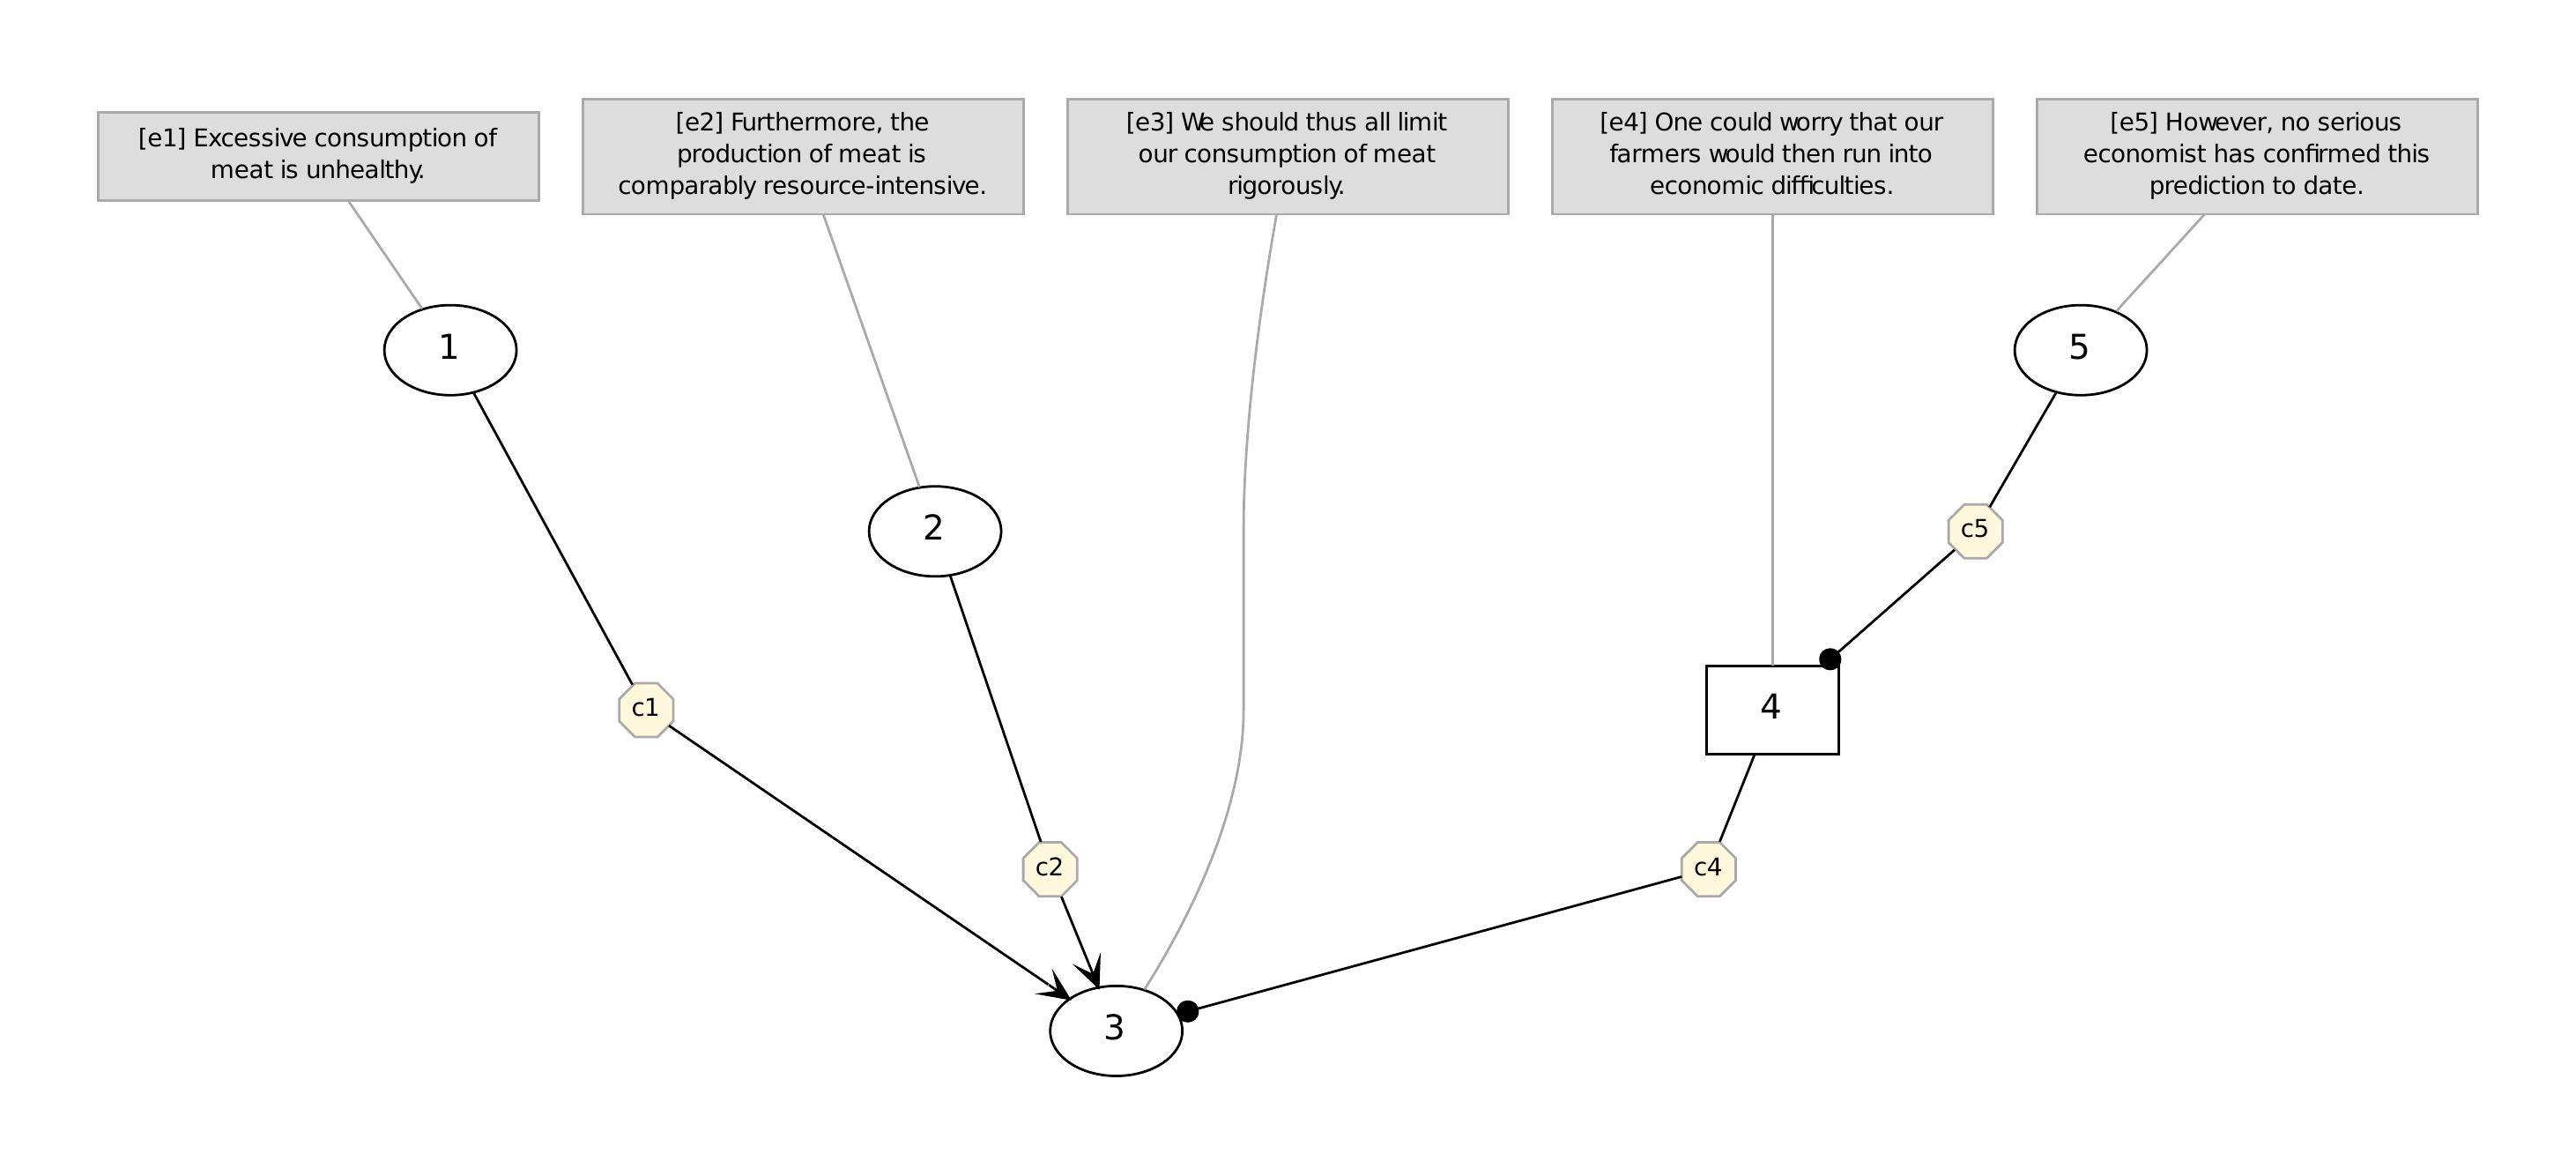 [e1] Excessive consumption of
meat is unhealthy.
[e2] Furthermore, the
production of meat is
comparably resource-intensive.
[e3] We should thus all limit
our consumption of meat
rigorously.
[e4] One could worry that our
farmers would then run into
economic difficulties.
[e5] However, no serious
economist has confirmed this
prediction to date.
1
5
2
c5
c1
4
c2
c4
3